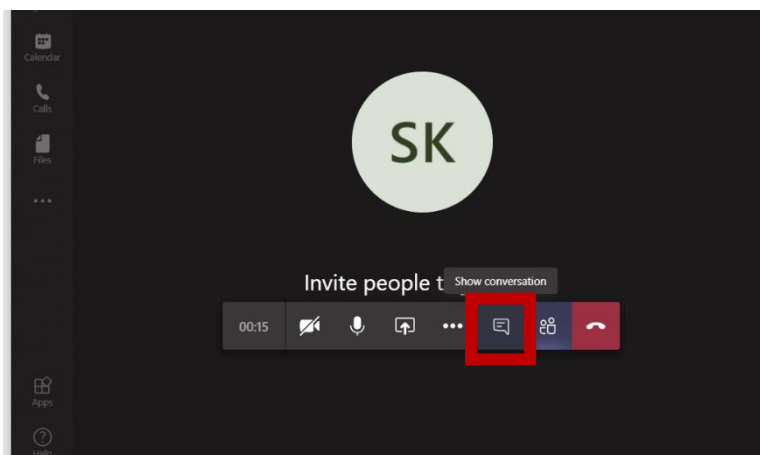 Calendar
Calls
Files
SK
Show conversation
Invite people t
00:15
Apps
Help